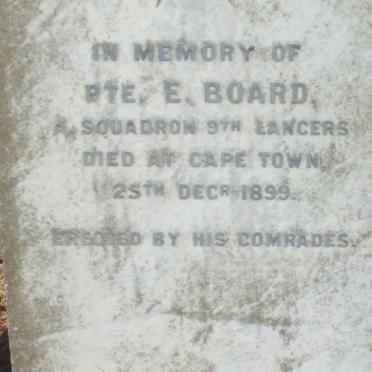 IN MEMORY OF
PTE. E. BOARD.
A. SQUADRON 9TH LANCERS
DIED AT CAPE TOWN.
25TH DECR 1899.
ERECTED BY HIS COMRADES.